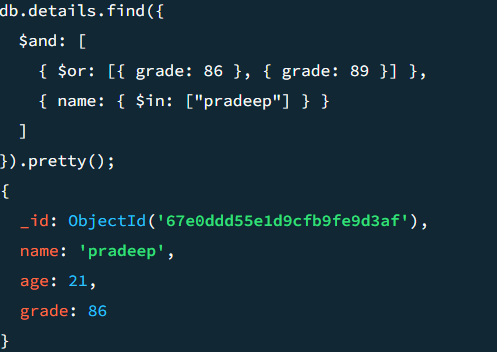 db.details.find({
  $and: [
    { $or: [{ grade: 86 }, { grade: 89 }] },
    { name: { $in: ["pradeep"] } }
  ]
}).pretty();
{
  _id: ObjectId('67e0ddd55e1d9cfb9fe9d3af'),
  name: 'pradeep',
  age: 21,
  grade: 86
}